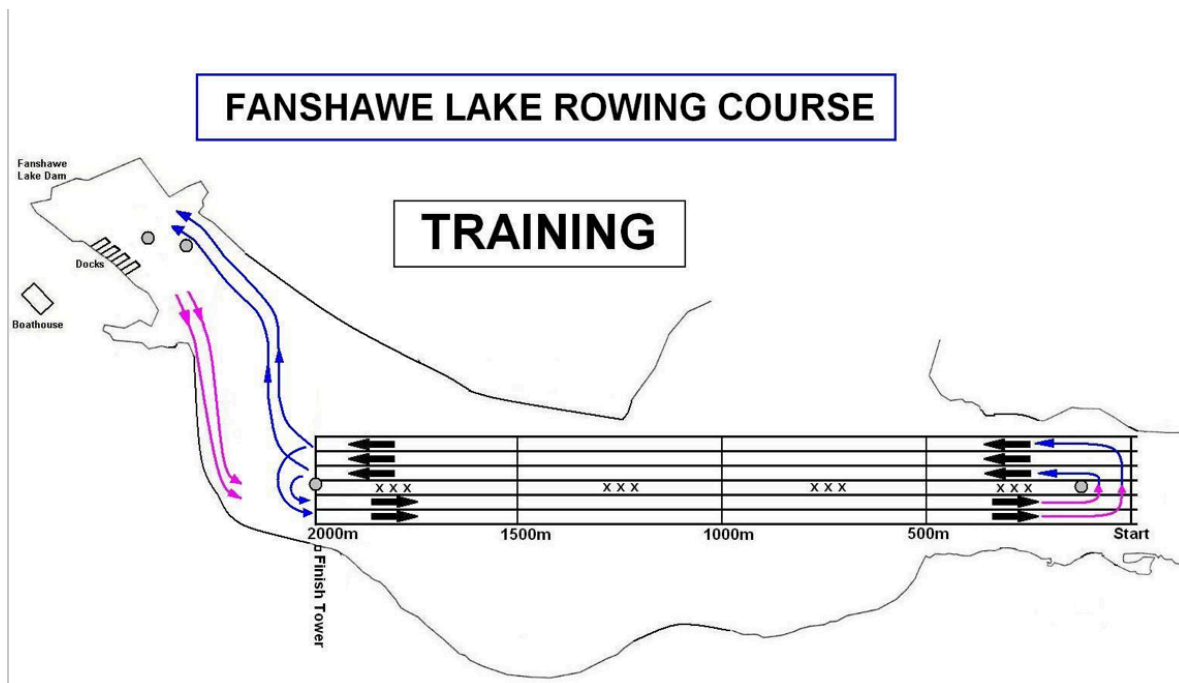 FANSHAWE LAKE ROWING COURSE
Fanshawe
Lake Dam
TRAINING
Docks
Boathouse
x x x
x x x
x x x
x x x
2000m
1500m
1000m
500m
Start
Finish Tower